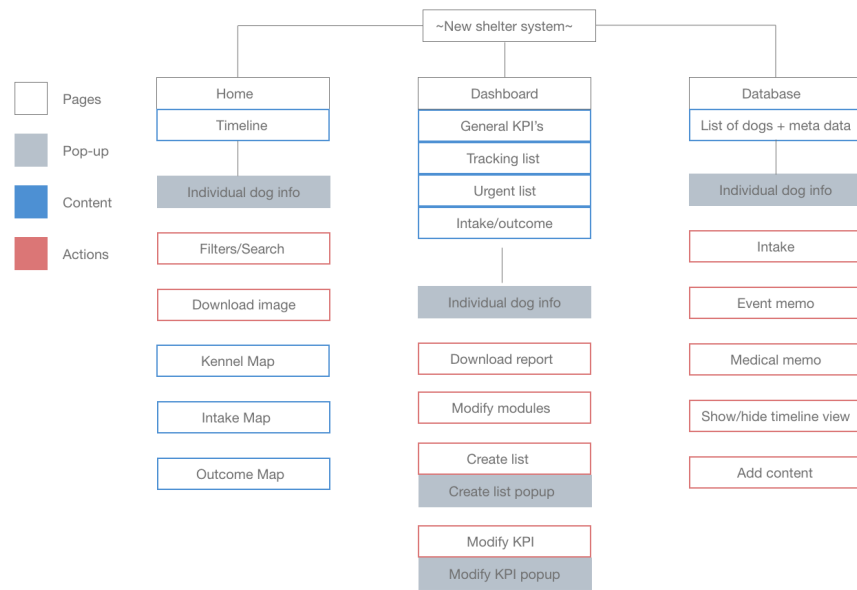 ~New shelter system~
Pages
Pop-up
Content
Actions
Home
Timeline
Individual dog info
Filters/Search
Download image
Kennel Map
Intake Map
Outcome Map
Dashboard
General KPI's
Tracking list
Urgent list
Intake/outcome
Individual dog info
Download report
Modify modules
Create list
Create list popup
Modify KPI
Modify KPI popup
Database
List of dogs + meta data
Individual dog info
Intake
Event memo
Medical memo
Show/hide timeline view
Add content